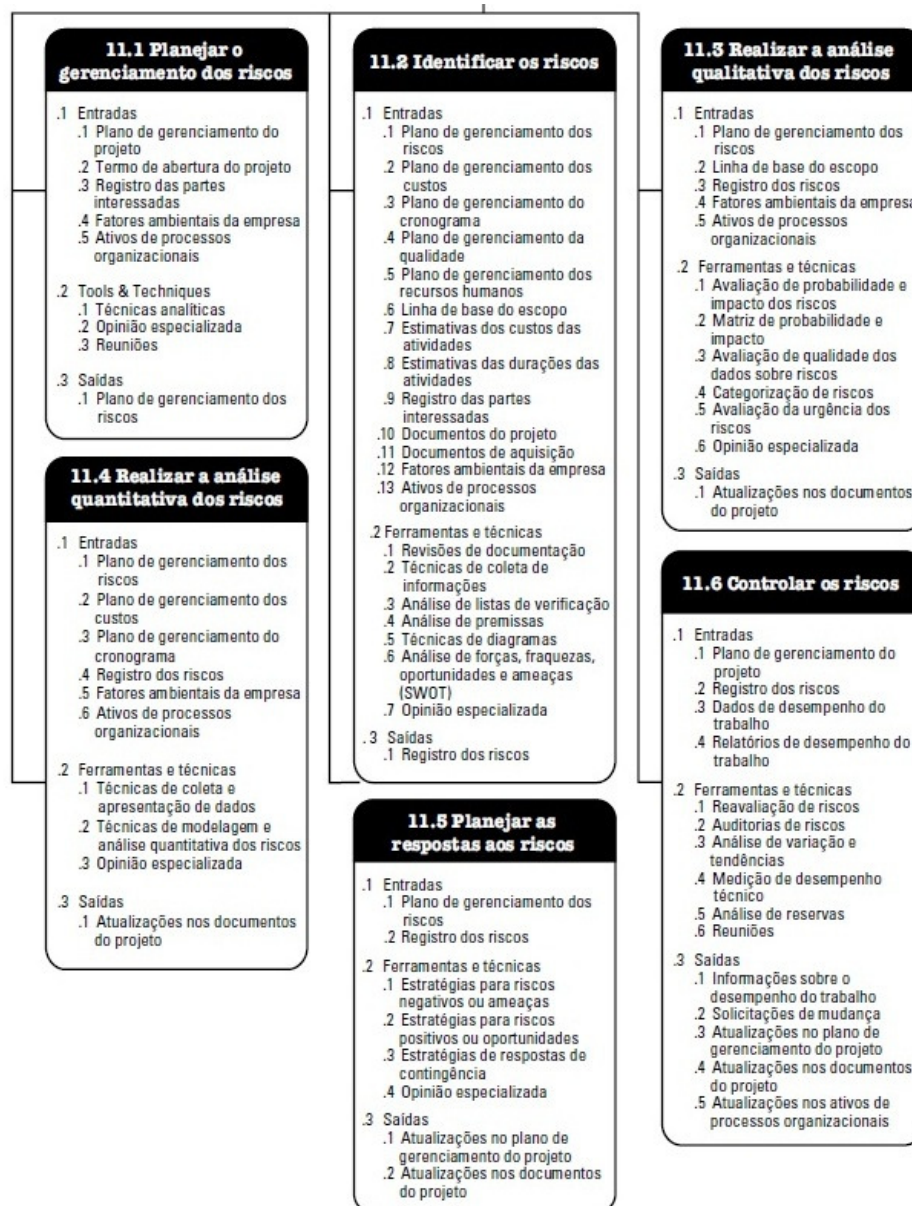 11.1 Planejar o
gerenciamento dos riscos
.1 Entradas
.1 Plano de gerenciamento do
projeto
.2 Termo de abertura do projeto
.3 Registro das partes
interessadas
.4 Fatores ambientais da empresa
.5 Ativos de processos
organizacionais
.2 Tools & Techniques
.1 Técnicas analíticas
.2 Opinião especializada
.3 Reuniões
.3 Saídas
.1 Plano de gerenciamento dos
riscos
11.2 Identificar os riscos
.1 Entradas
.1 Plano de gerenciamento dos
riscos
.2 Plano de gerenciamento dos
custos
.3 Plano de gerenciamento do
cronograma
.4 Plano de gerenciamento da
qualidade
.5 Plano de gerenciamento dos
recursos humanos
.6 Linha de base do escopo
.7 Estimativas dos custos das
atividades
.8 Estimativas das durações das
atividades
.9 Registro das partes
interessadas
.10 Documentos do projeto
.11 Documentos de aquisição
.12 Fatores ambientais da empresa
.13 Ativos de processos
organizacionais
.2 Ferramentas e técnicas
.1 Revisões de documentação
.2 Técnicas de coleta de
informações
.3 Análise de listas de verificação
.4 Análise de premissas
.5 Técnicas de diagramas
.6 Análise de forças, fraquezas,
oportunidades e ameaças
(SWOT)
.7 Opinião especializada
.3 Saídas
.1 Registro dos riscos
11.3 Realizar a análise
qualitativa dos riscos
.1 Entradas
.1 Plano de gerenciamento dos
riscos
.2 Linha de base do escopo
.3 Registro dos riscos
.4 Fatores ambientais da empresa
.5 Ativos de processos
organizacionais
.2 Ferramentas e técnicas
.1 Avaliação de probabilidade e
impacto dos riscos
.2 Matriz de probabilidade e
impacto
.3 Avaliação de qualidade dos
dados sobre riscos
.4 Categorização de riscos
.5 Avaliação da urgência dos
riscos
.6 Opinião especializada
.3 Saídas
.1 Atualizações nos documentos
do projeto
11.4 Realizar a análise
quantitativa dos riscos
.1 Entradas
.1 Plano de gerenciamento dos
riscos
.2 Plano de gerenciamento dos
custos
.3 Plano de gerenciamento do
cronograma
.4 Registro dos riscos
.5 Fatores ambientais da empresa
.6 Ativos de processos
organizacionais
.2 Ferramentas e técnicas
.1 Técnicas de coleta e
apresentação de dados
.2 Técnicas de modelagem e
análise quantitativa dos riscos
.3 Opinião especializada
.3 Saídas
.1 Atualizações nos documentos
do projeto
11.5 Planejar as
respostas aos riscos
.1 Entradas
.1 Plano de gerenciamento dos
riscos
.2 Registro dos riscos
.2 Ferramentas e técnicas
.1 Estratégias para riscos
negativos ou ameaças
.2 Estratégias para riscos
positivos ou oportunidades
.3 Estratégias de respostas de
contingência
.4 Opinião especializada
.3 Saídas
.1 Atualizações no plano de
gerenciamento do projeto
.2 Atualizações nos documentos
do projeto
11.6 Controlar os riscos
.1 Entradas
.1 Plano de gerenciamento do
projeto
.2 Registro dos riscos
.3 Dados de desempenho do
trabalho
.4 Relatórios de desempenho do
trabalho
.2 Ferramentas e técnicas
.1 Reavaliação de riscos
.2 Auditorias de riscos
.3 Análise de variação e
tendências
.4 Medição de desempenho
técnico
.5 Análise de reservas
.6 Reuniões
.3 Saídas
.1 Informações sobre o
desempenho do trabalho
.2 Solicitações de mudança
.3 Atualizações no plano de
gerenciamento do projeto
.4 Atualizações nos documentos
do projeto
.5 Atualizações nos ativos de
processos organizacionais